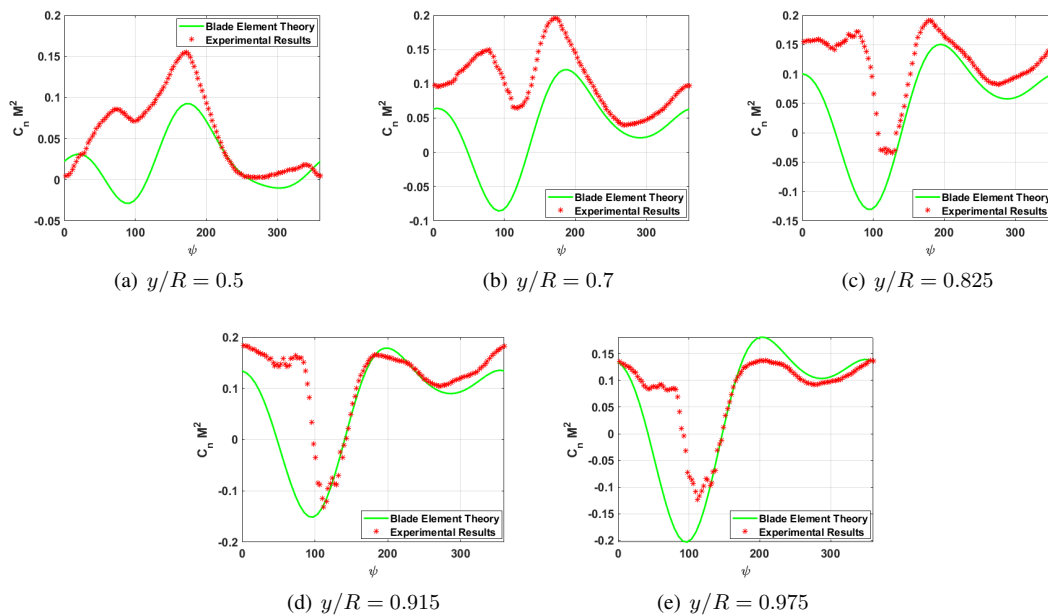 0.2
0.15
0.1
0.05
0
0.05
C_n M^2
0 100 200 300
ψ
Blade Element Theory
Experimental Results
(a) y/R = 0.5
0.2
0.15
0.1
0.05
0
-0.05
-0.1
C_n M^2
0 100 200 300
ψ
Blade Element Theory
Experimental Results
(b) y/R = 0.7
0.2
0.15
0.1
0.05
0
-0.05
-0.1
-0.15
C_n M^2
0 100 200 300
ψ
Blade Element Theory
Experimental Results
(c) y/R = 0.825
0.2
0.1
0
-0.1
-0.2
C_n M^2
0 100 200 300
ψ
Blade Element Theory
Experimental Results
(d) y/R = 0.915
0.15
0.1
0.05
0
-0.05
-0.1
-0.15
-0.2
C_n M^2
0 100 200 300
ψ
Blade Element Theory
Experimental Results
(e) y/R = 0.975